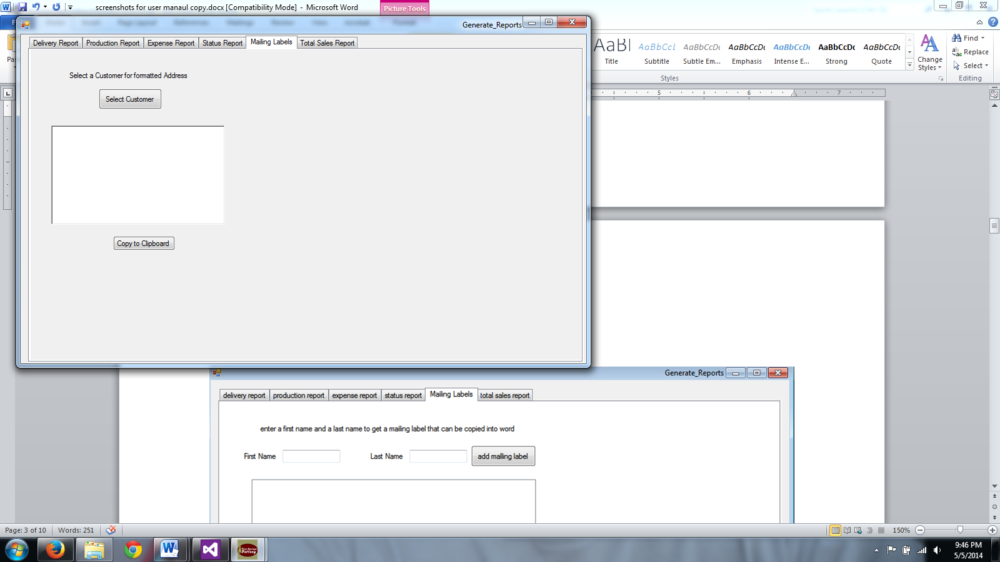 screenshots for user manaul copy.docx [Compatibility Mode] - Microsoft Word
Picture Tools
Generate_Reports
Delivery Report
Production Report
Expense Report
Status Report
Mailing Labels
Total Sales Report
Select a Customer for formatted Address
Select Customer
Copy to Clipboard
AaBbCcL
AaBbCcDc
AaBbCcDc
AaBbCcDc
AaBbCcDc
AaBbCcDc
Title
Subtitle
Subtle Em...
Emphasis
Intense E...
Strong
Quote
Change
Styles
Styles
Find
Replace
Select
Editing
5
6
7
Generate_Reports
delivery report
production report
expense report
status report
Mailing Labels
total sales report
enter a first name and a last name to get a mailing label that can be copied into word
First Name
Last Name
add malling label
Page: 3 of 10
Words: 251
150%
9:46 PM
5/5/2014